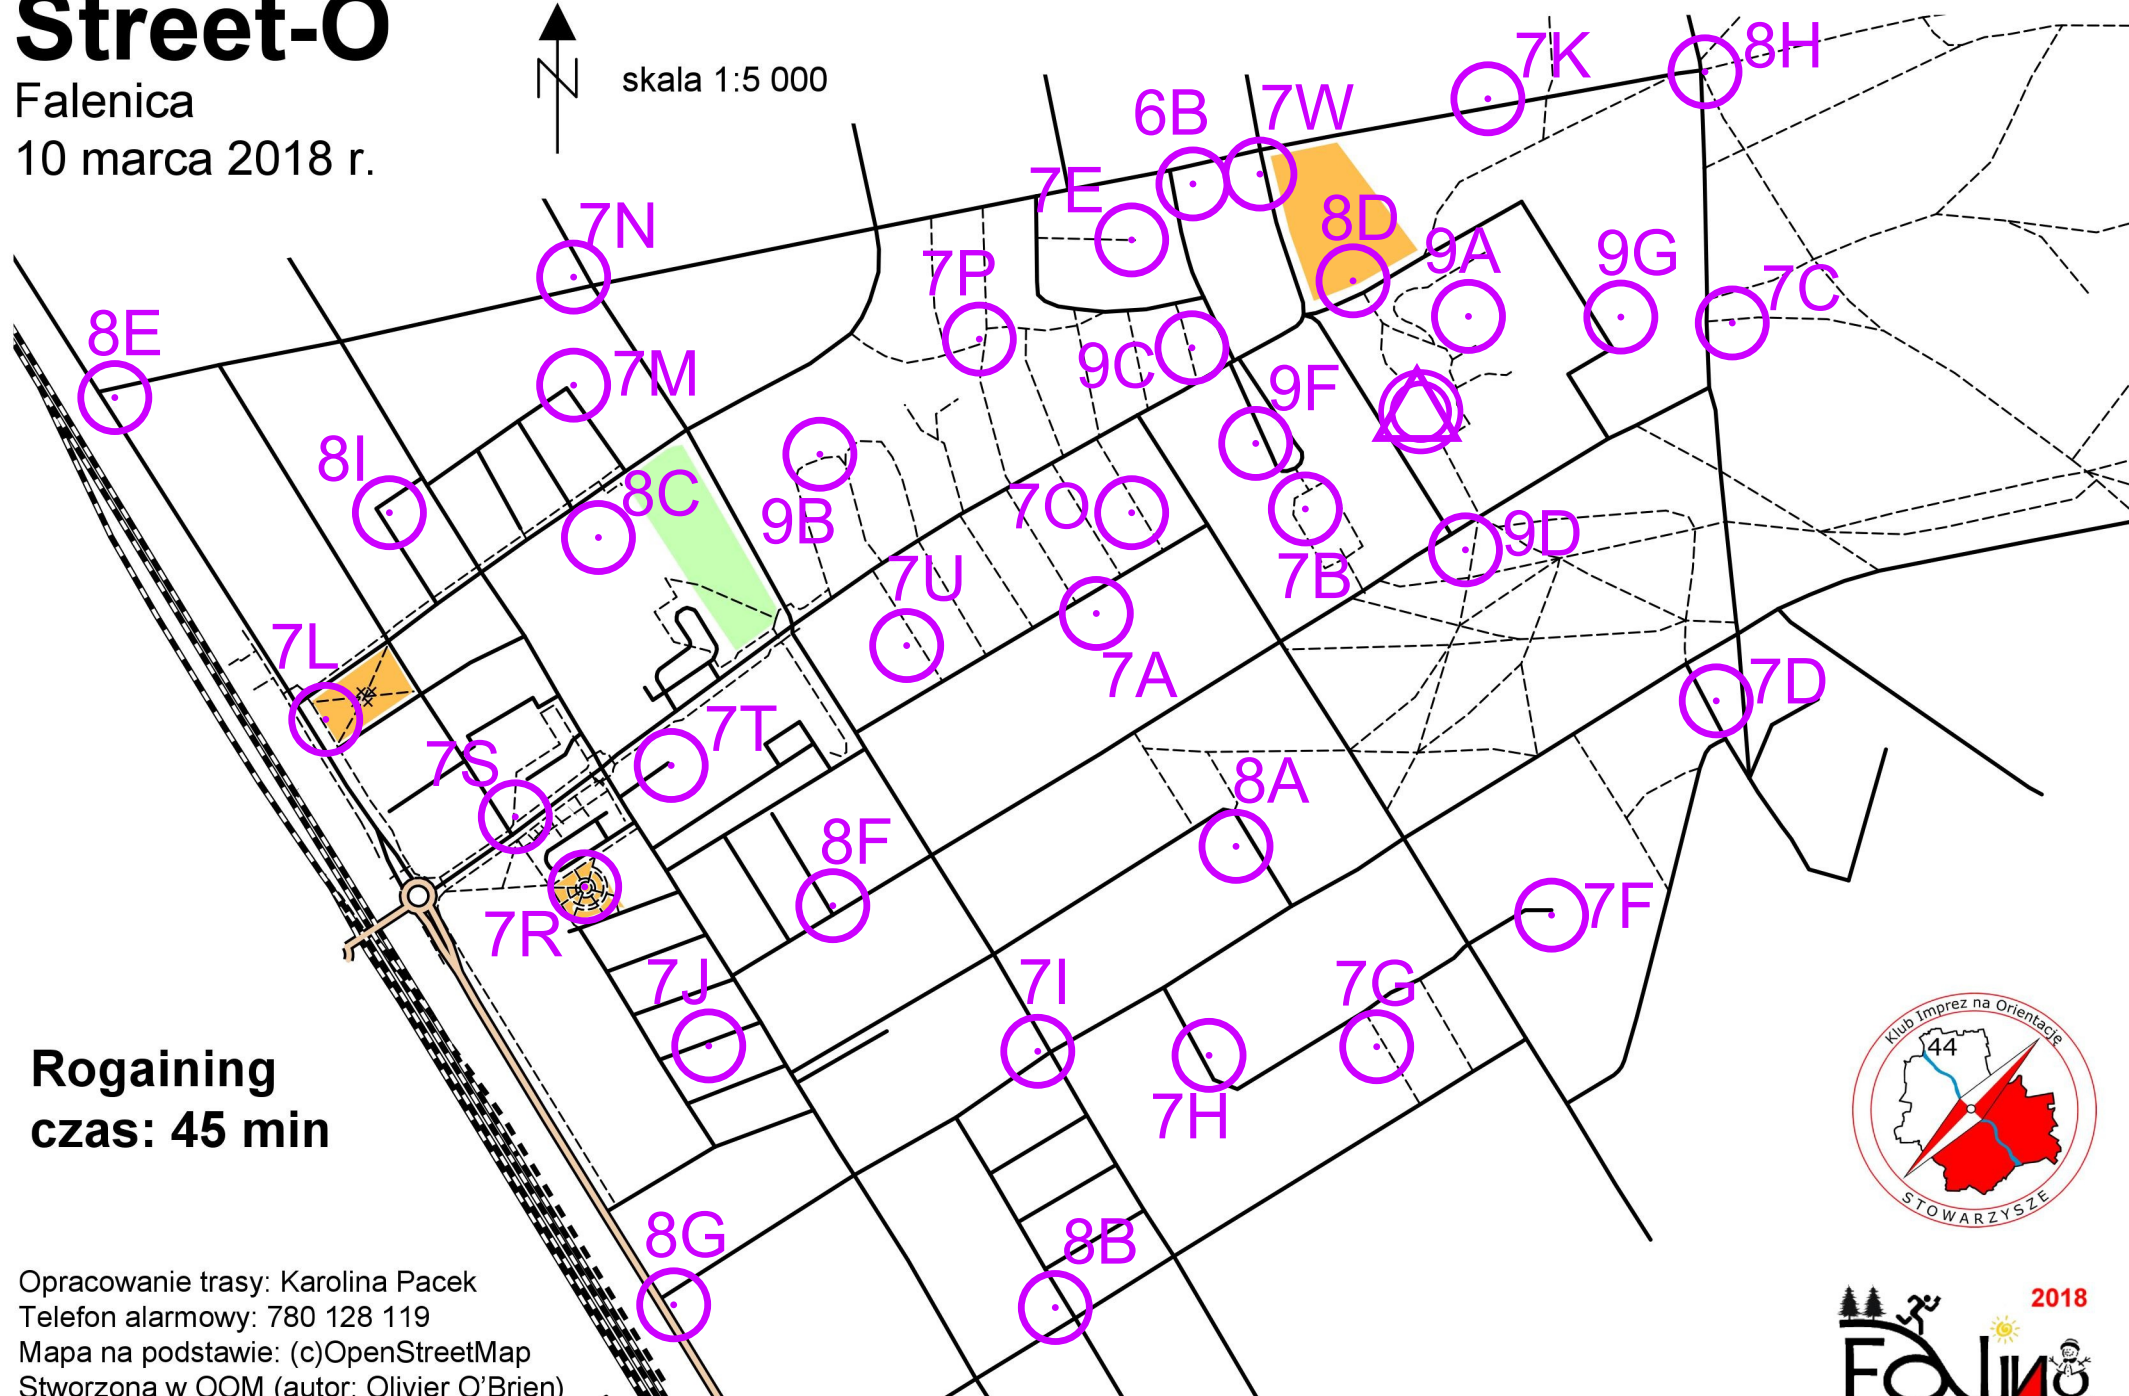 Street-O
Falenica
10 marca 2018 r.
N
skala 1:5 000
7K
8H
6B
7W
7E
7N
8D
9A
9G
7P
7C
8E
7M
9C
9F
8I
8C
9B
7O
9D
7B
7U
7L
7A
7D
7T
7S
8A
8F
7F
7R
7J
7I
7G
7H
8G
8B
Rogaining
czas: 45 min
Opracowanie trasy: Karolina Pacek
Telefon alarmowy: 780 128 119
Mapa na podstawie: (c)OpenStreetMap
Stworzona w OOM (autor: Olivier O'Brien)
Klub Imprez na Orientację
44
STOWARZYSZE
2018
FalInO